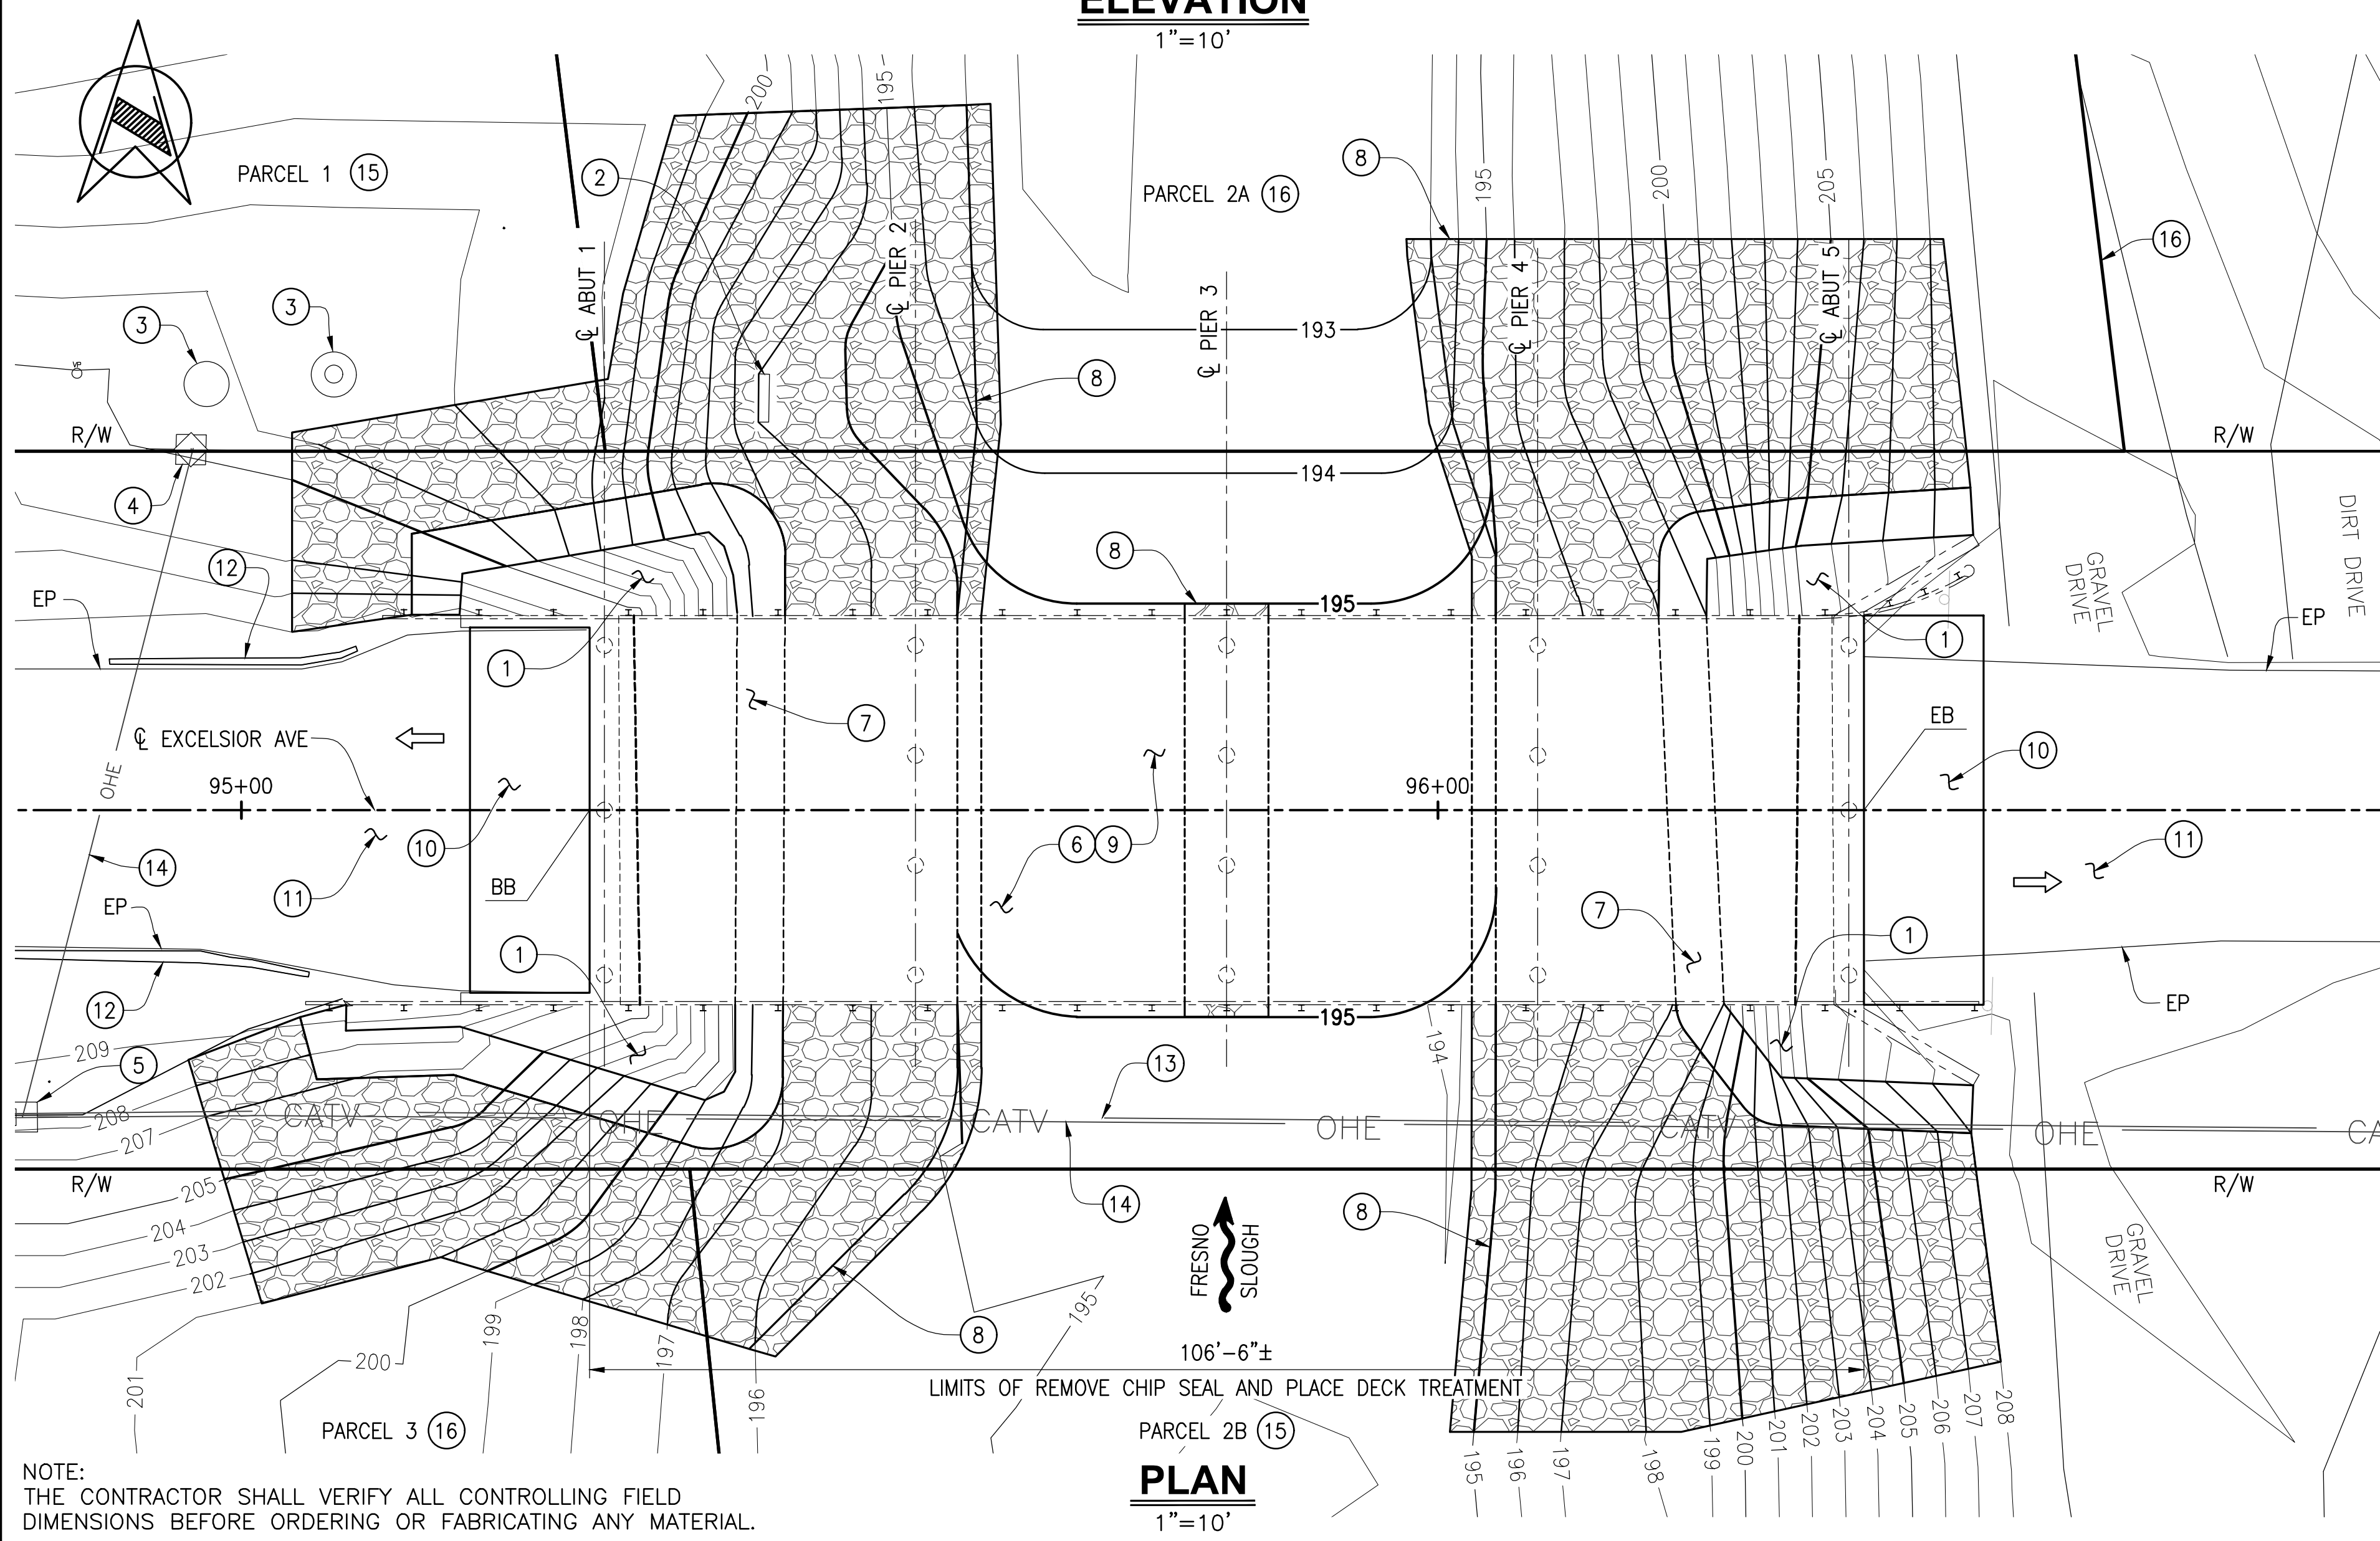 ELEVATION
1"=10'
PARCEL 1 15
2
200
195
PARCEL 2A 16
8
195
200
205
16
℄ ABUT 1
℄ PIER 2
℄ PIER 3
℄ PIER 4
℄ ABUT 5
3
3
VP
193
8
R/W
R/W
4
194
DIRT DRIVE
GRAVEL
DRIVE
12
8
EP
195
EP
1
1
7
℄ EXCELSIOR AVE
EB
10
OHE
95+00
96+00
10
6 9
11
14
BB
11
7
EP
1
1
12
EP
209
5
195
194
13
208
207
CATV
OHE
CATV
OHE
CATV
OHE
CA
R/W
205
14
FRESNO
SLOUGH
8
R/W
204
203
202
GRAVEL
DRIVE
199
198
197
195
8
106'-6"±
201
200
196
LIMITS OF REMOVE CHIP SEAL AND PLACE DECK TREATMENT
PARCEL 3 16
PARCEL 2B 15
195
196
197
198
199
200
201
202
203
204
205
206
207
208
NOTE:
THE CONTRACTOR SHALL VERIFY ALL CONTROLLING FIELD
DIMENSIONS BEFORE ORDERING OR FABRICATING ANY MATERIAL.
PLAN
1"=10'